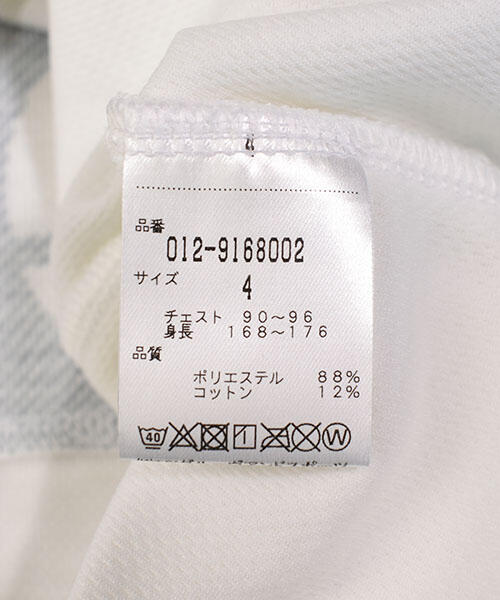 品番
012-9168002
サイズ
4
チェスト 90～96
身長 168～176
品質
ポリエステル 88%
コットン 12%
40 W